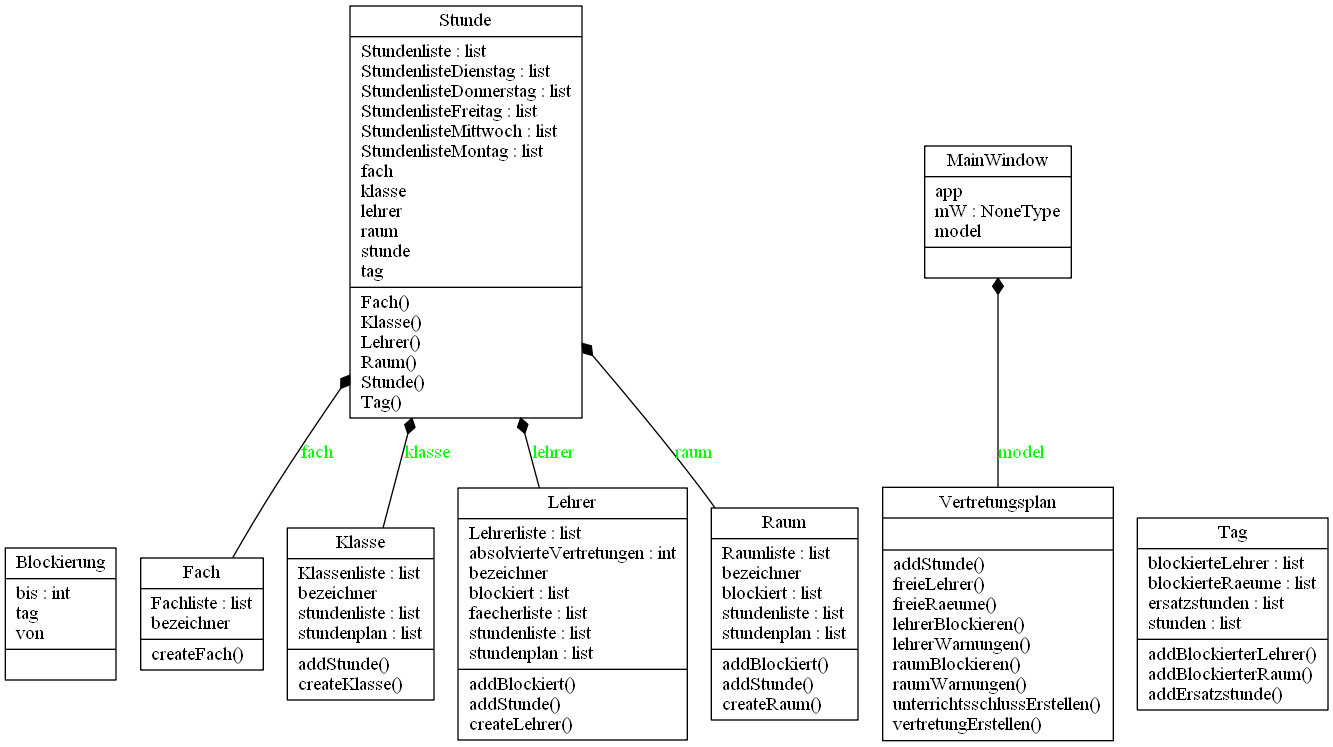 Stunde
Stundenliste : list
StundenlisteDienstag : list
StundenlisteDonnerstag : list
StundenlisteFreitag : list
StundenlisteMittwoch : list
StundenlisteMontag : list
fach
klasse
lehrer
raum
stunde
tag
Fach()
Klasse()
Lehrer()
Raum()
Stunde()
Tag()
MainWindow
app
mW : NoneType
model
fach
klasse
lehrer
raum
model
Blockierung
bis : int
tag
von
Fach
Fachliste : list
bezeichner
createFach()
Klasse
Klassenliste : list
bezeichner
stundenliste : list
stundenplan : list
addStunde()
createKlasse()
Lehrer
Lehrerliste : list
absolvierteVertretungen : int
bezeichner
blockiert : list
faecherliste : list
stundenliste : list
stundenplan : list
addBlockiert()
addStunde()
createLehrer()
Raum
Raumliste : list
bezeichner
blockiert : list
stundenliste : list
stundenplan : list
addBlockiert()
addStunde()
createRaum()
Vertretungsplan
addStunde()
freieLehrer()
freieRaeume()
lehrerBlockieren()
lehrerWarnungen()
raumBlockieren()
raumWarnungen()
unterrichtsschlussErstellen()
vertretungErstellen()
Tag
blockierteLehrer : list
blockierteRaeume : list
ersatzstunden : list
stunden : list
addBlockierterLehrer()
addBlockierterRaum()
addErsatzstunde()